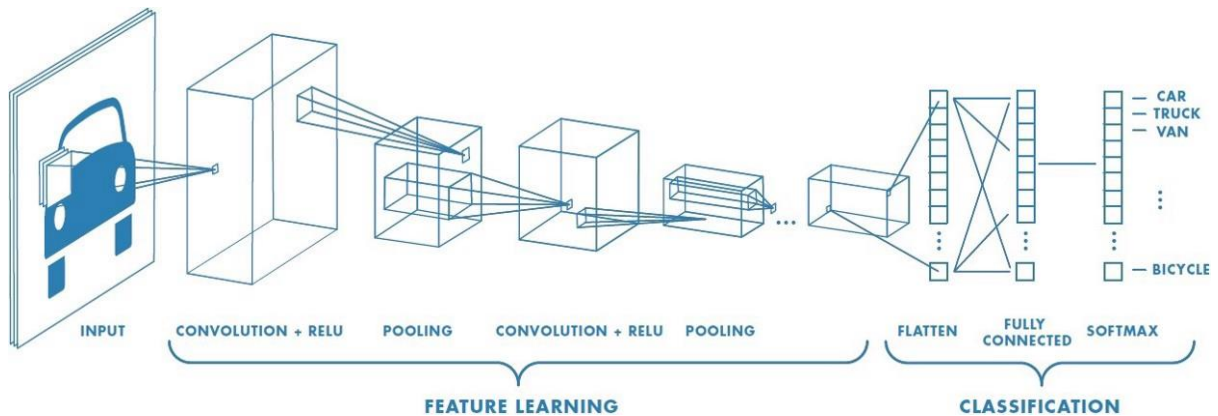 CAR
TRUCK
VAN
BICYCLE
INPUT
CONVOLUTION + RELU
POOLING
CONVOLUTION + RELU
POOLING
FLATTEN
FULLY
CONNECTED
SOFTMAX
FEATURE LEARNING
CLASSIFICATION